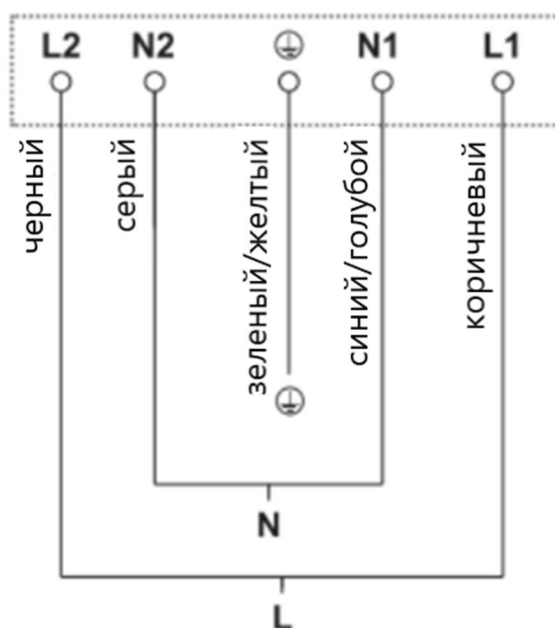 L2 N2 N1 L1
черный
серый
зеленый/желтый
синий/голубой
коричневый
N
L